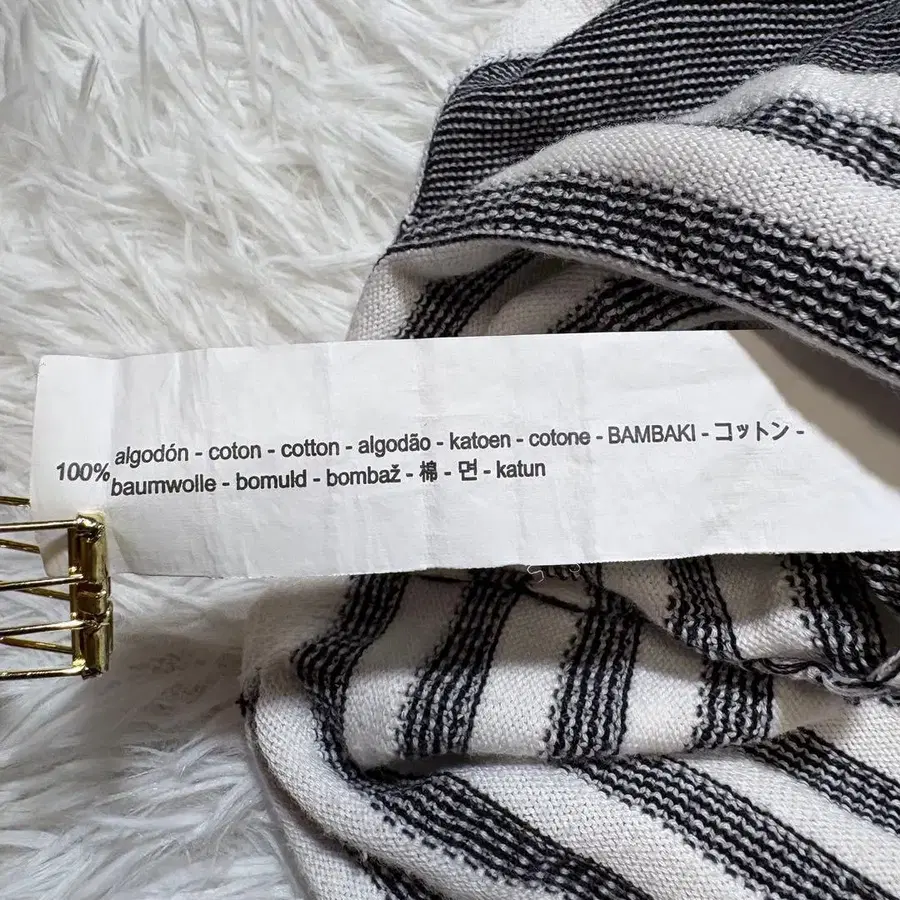 100%
algodón - coton - cotton - algodão - katoen - cotone - BAMBAKI - コットン -
baumwolle - bomuld - bombaž - 棉 - 면 - katun